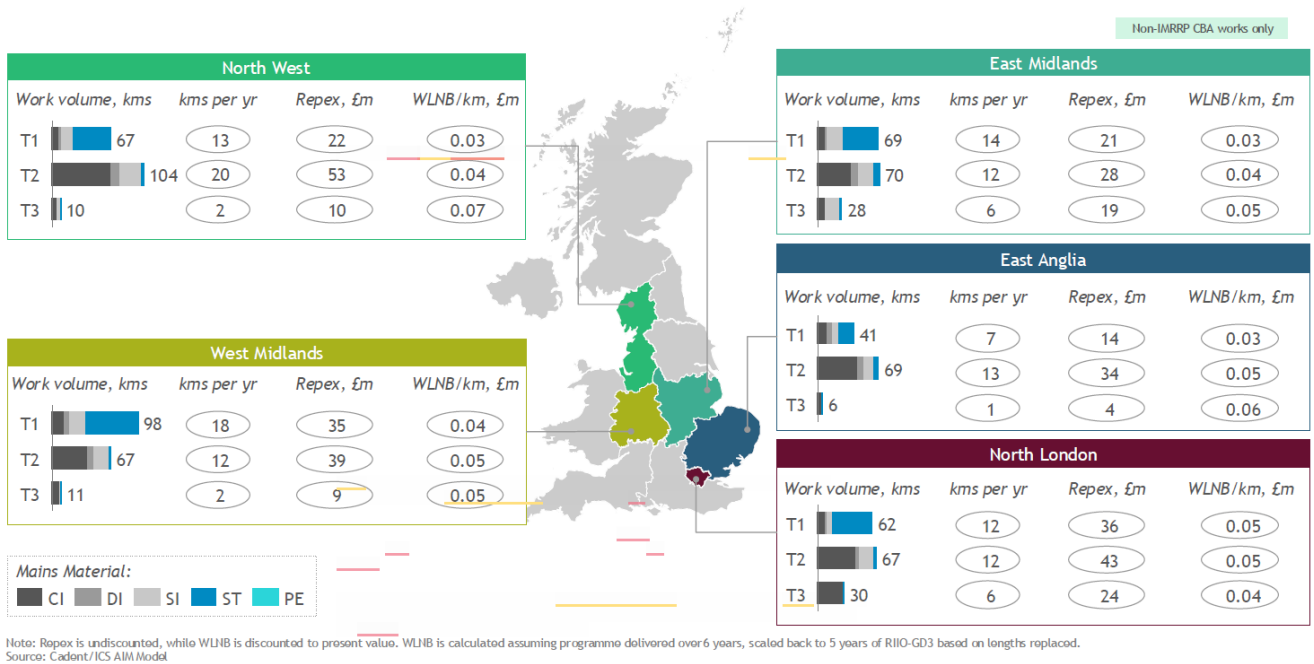 Non-IMRRP CBA works only
North West
Work volume, kms kms per yr Repex, £m WLNB/km, £m
T1 67 13 22 0.03
T2 104 20 53 0.04
T3 10 2 10 0.07
East Midlands
Work volume, kms kms per yr Repex, £m WLNB/km, £m
T1 69 14 21 0.03
T2 70 12 28 0.04
T3 28 6 19 0.05
East Anglia
Work volume, kms kms per yr Repex, £m WLNB/km, £m
T1 41 7 14 0.03
T2 69 13 34 0.05
T3 6 1 4 0.06
West Midlands
Work volume, kms kms per yr Repex, £m WLNB/km, £m
T1 98 18 35 0.04
T2 67 12 39 0.05
T3 11 2 9 0.05
North London
Work volume, kms kms per yr Repex, £m WLNB/km, £m
T1 62 12 36 0.05
T2 67 12 43 0.05
T3 30 6 24 0.04
Mains Material:
CI DI SI ST PE
Note: Repex is undiscounted, while WLNB is discounted to present value. WLNB is calculated assuming programme delivered over 6 years, scaled back to 5 years of RIIO-GD3 based on lengths replaced.
Source: Cadent/ICS AIM Model